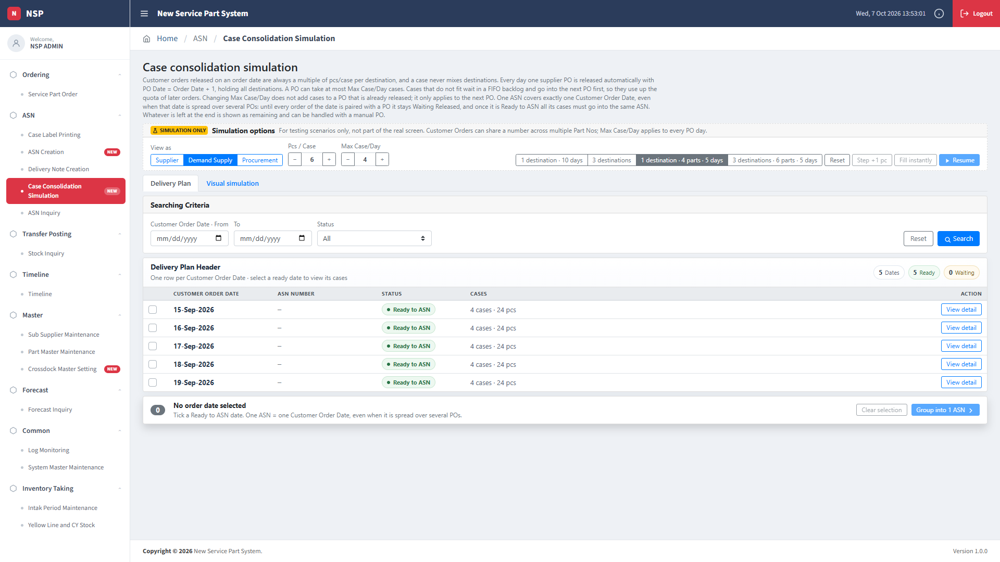 N NSP
New Service Part System
Wed, 7 Oct 2026 13:53:01
Logout
Welcome,
NSP ADMIN
Ordering
Service Part Order
ASN
Case Label Printing
ASN Creation NEW
Delivery Note Creation
Case Consolidation
Simulation NEW
ASN Inquiry
Transfer Posting
Stock Inquiry
Timeline
Timeline
Master
Sub Supplier Maintenance
Part Master Maintenance
Crossdock Master Setting NEW
Forecast
Forecast Inquiry
Common
Log Monitoring
System Master Maintenance
Inventory Taking
Intak Period Maintenance
Yellow Line and CY Stock
Home / ASN / Case Consolidation Simulation
Case consolidation simulation
Customer orders released on an order date are always a multiple of pcs/case per destination, and a case never mixes destinations. Every day one supplier PO is released automatically with
PO Date = Order Date + 1, holding all destinations. A PO can take at most Max Case/Day cases. Cases that do not fit wait in a FIFO backlog and go into the next PO first, so they use up the
quota of later orders. Changing Max Case/Day does not add cases to a PO that is already released; it only applies to the next PO. One ASN covers exactly one Customer Order Date, even
when that date is spread over several POs: until every order of the date is paired with a PO it stays Waiting Released, and once it is Ready to ASN all its cases must go into the same ASN.
Whatever is left at the end is shown as remaining and can be handled with a manual PO.
SIMULATION ONLY Simulation options For testing scenarios only, not part of the real screen. Customer Orders can share a number across multiple Part Nos; Max Case/Day applies to every PO day.
View as Pcs / Case Max Case/Day
Supplier Demand Supply Procurement − 6 + − 4 + 1 destination · 10 days 3 destinations 1 destination · 4 parts · 5 days 3 destinations · 6 parts · 5 days Reset Step +1 pc Fill instantly Resume
Delivery Plan Visual simulation
Searching Criteria
Customer Order Date · From To Status
mm/dd/yyyy mm/dd/yyyy All Reset Search
Delivery Plan Header
One row per Customer Order Date · select a ready date to view its cases
5 Dates 5 Ready 0 Waiting
CUSTOMER ORDER DATE ASN NUMBER STATUS CASES ACTION
15-Sep-2026 – Ready to ASN 4 cases · 24 pcs View detail
16-Sep-2026 – Ready to ASN 4 cases · 24 pcs View detail
17-Sep-2026 – Ready to ASN 4 cases · 24 pcs View detail
18-Sep-2026 – Ready to ASN 4 cases · 24 pcs View detail
19-Sep-2026 – Ready to ASN 4 cases · 24 pcs View detail
0 No order date selected
Tick a Ready to ASN date. One ASN = one Customer Order Date, even when it is spread over several POs.
Clear selection Group into 1 ASN
Copyright © 2026 New Service Part System.
Version 1.0.0